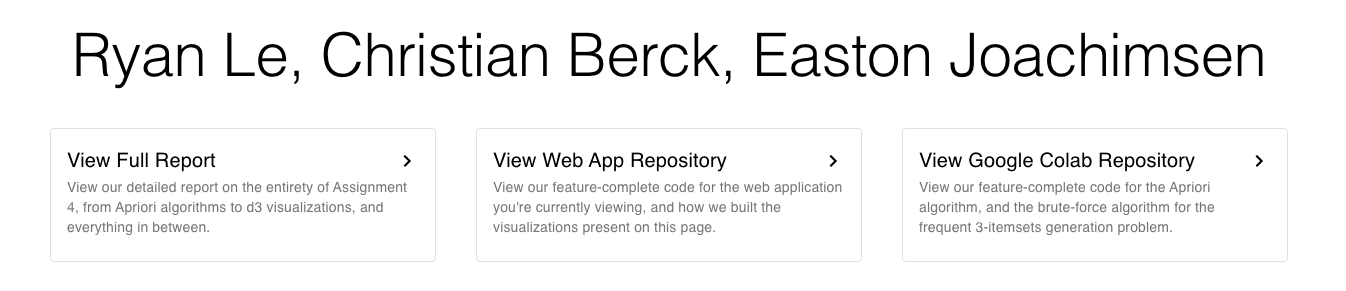 Ryan Le, Christian Berck, Easton Joachimsen
View Full Report
View our detailed report on the entirety of Assignment
4, from Apriori algorithms to d3 visualizations, and
everything in between.
View Web App Repository
View our feature-complete code for the web application
you're currently viewing, and how we built the
visualizations present on this page.
View Google Colab Repository
View our feature-complete code for the Apriori
algorithm, and the brute-force algorithm for the
frequent 3-itemsets generation problem.